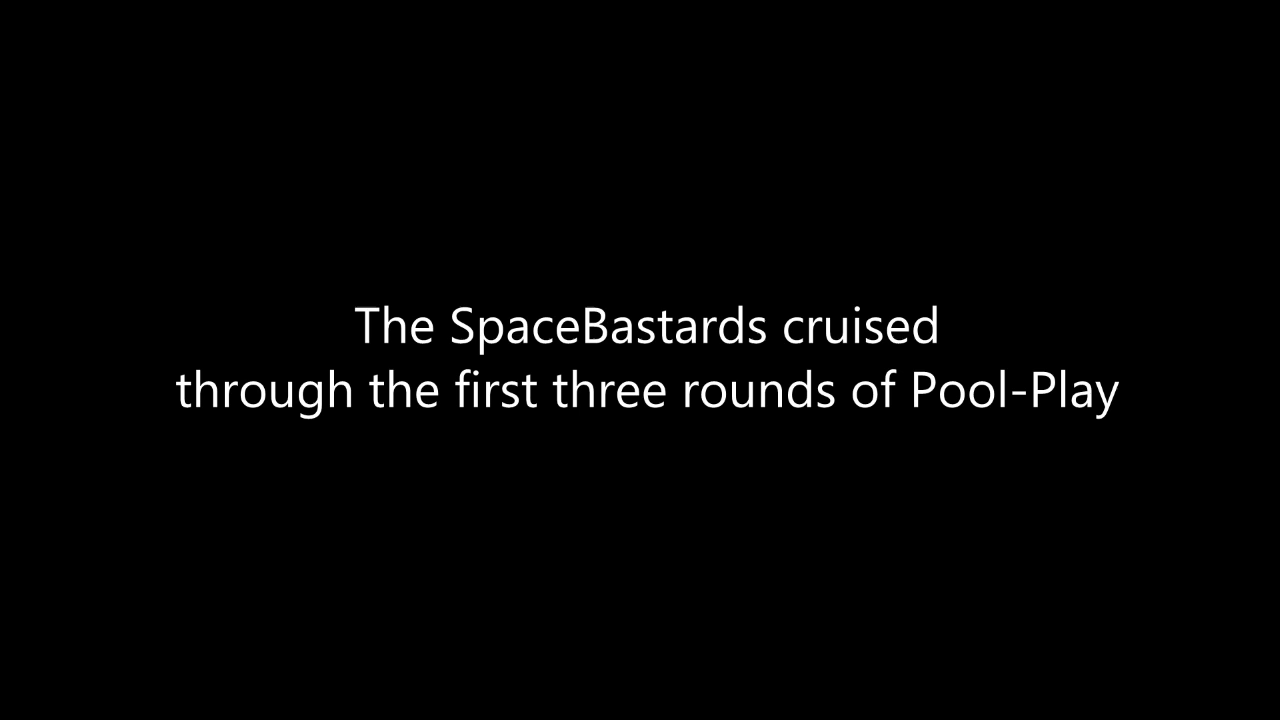 The SpaceBastards cruised
through the first three rounds of Pool-Play